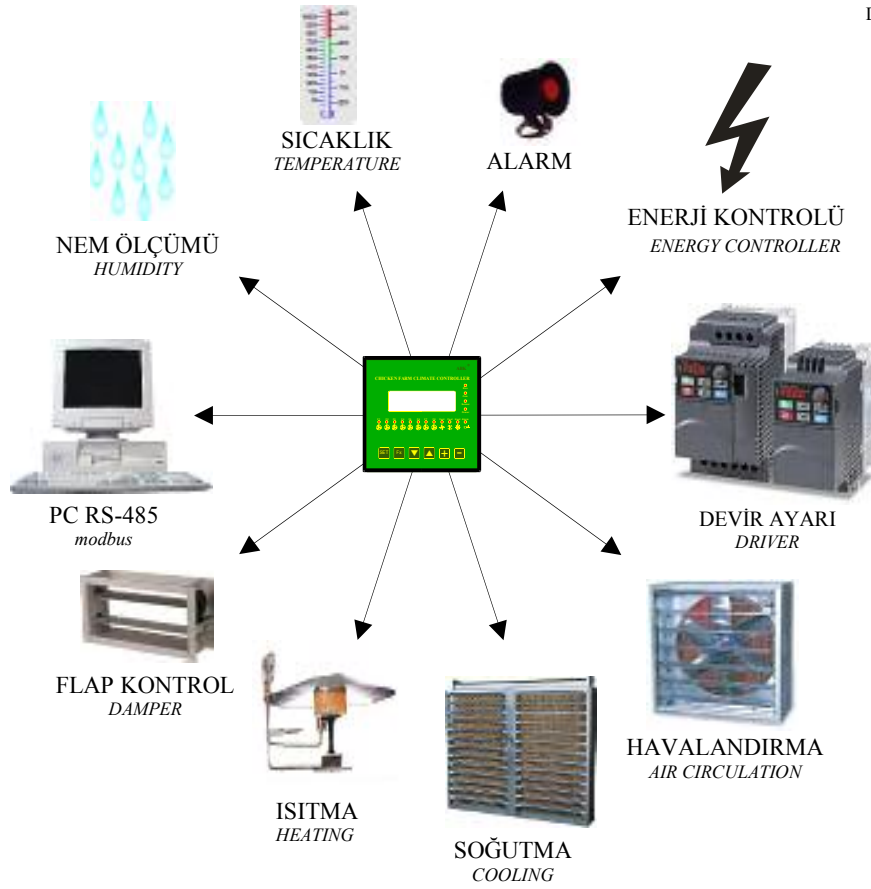 SICAKLIK
TEMPERATURE
ALARM
ENERJİ KONTROLÜ
ENERGY CONTROLLER
NEM ÖLÇÜMÜ
HUMIDITY
CHICKEN FARM CLIMATE CONTROLLER
SET
PC RS-485
modbus
DEVİR AYARI
DRIVER
FLAP KONTROL
DAMPER
HAVALANDIRMA
AIR CIRCULATION
ISITMA
HEATING
SOĞUTMA
COOLING